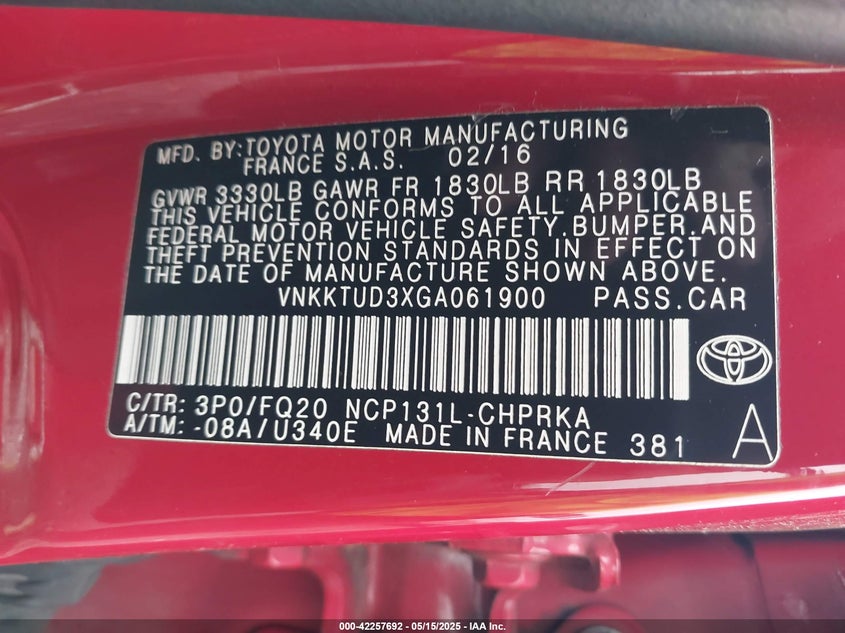 MFD. BY:TOYOTA MOTOR MANUFACTURING
FRANCE S.A.S. 02/16
GVWR 3330LB GAWR FR 1830LB RR 1830LB
THIS VEHICLE CONFORMS TO ALL APPLICABLE
FEDERAL MOTOR VEHICLE SAFETY,BUMPER,AND
THEFT PREVENTION STANDARDS IN EFFECT ON
THE DATE OF MANUFACTURE SHOWN ABOVE.
VNKKTUD3XGA061900 PASS.CAR
C/TR: 3P0/FQ20 NCP131L-CHPRKA
A/TM: -08A/U340E MADE IN FRANCE 381 A
000-42257692 - 05/15/2025 - IAA Inc.